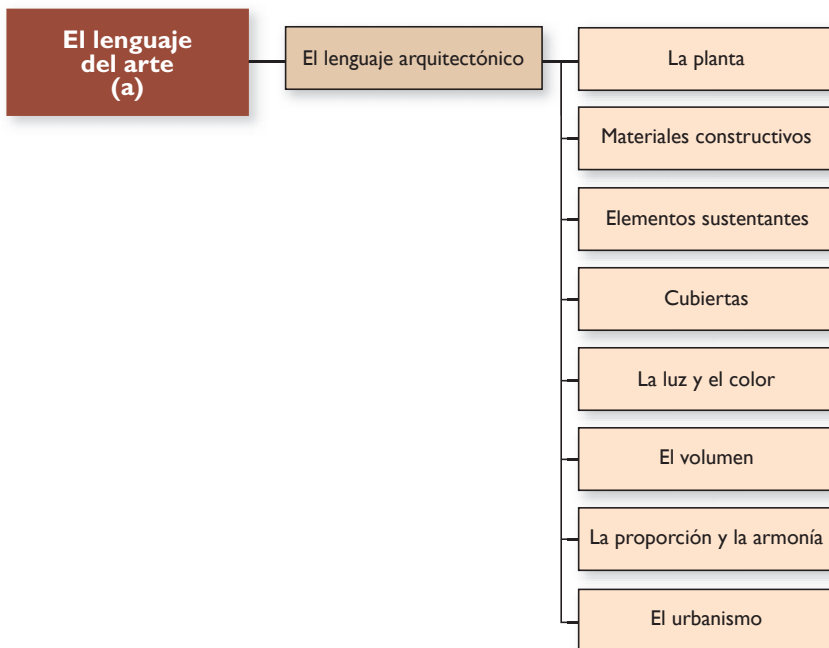 El lenguaje
del arte
(a)
El lenguaje arquitectónico
La planta
Materiales constructivos
Elementos sustentantes
Cubiertas
La luz y el color
El volumen
La proporción y la armonía
El urbanismo